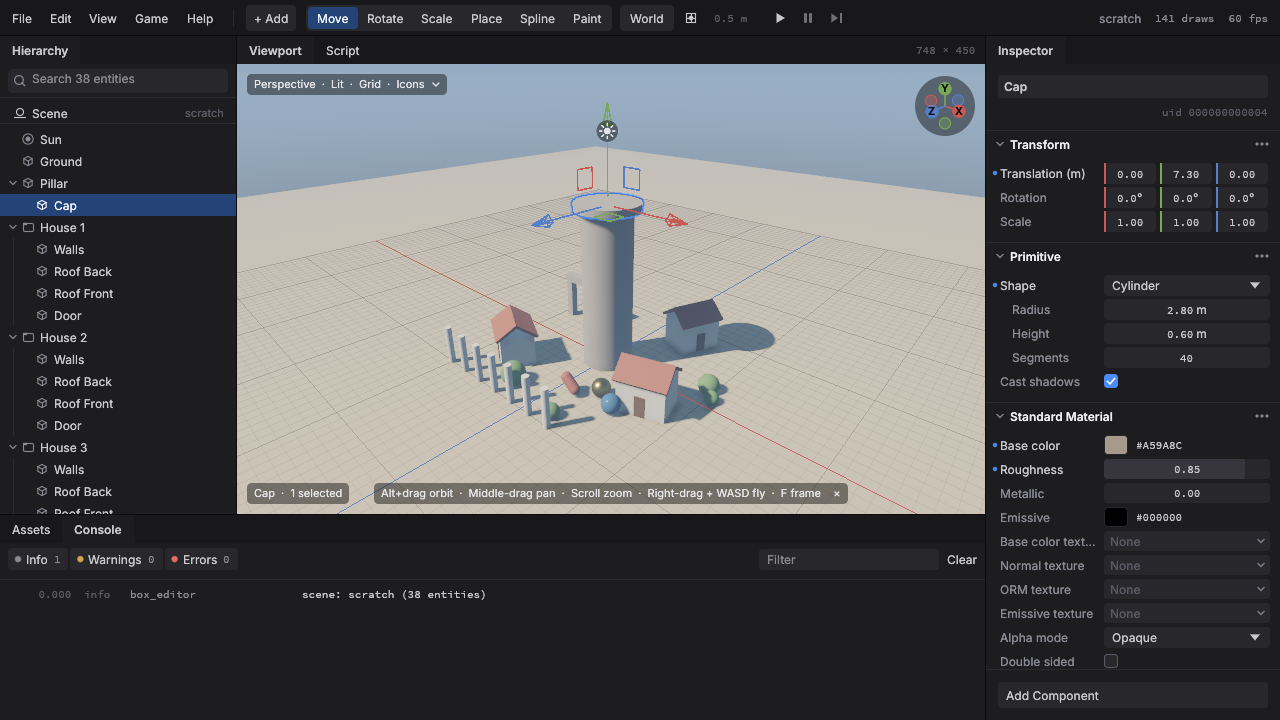 File Edit View Game Help + Add Move Rotate Scale Place Spline Paint World 0.5 m scratch 141 draws 60 fps
Hierarchy
Search 38 entities
Scene scratch
Sun
Ground
Pillar
Cap
House 1
Walls
Roof Back
Roof Front
Door
House 2
Walls
Roof Back
Roof Front
Door
House 3
Walls
Roof Back
Roof Front
Viewport Script 748 × 450
Perspective · Lit · Grid · Icons
Y
Z X
Cap · 1 selected
Alt+drag orbit · Middle-drag pan · Scroll zoom · Right-drag + WASD fly · F frame ×
Assets Console
Info 1 Warnings 0 Errors 0 Filter Clear
0.000 info box_editor scene: scratch (38 entities)
Inspector
Cap
uid 000000000004
Transform
Translation (m) 0.00 7.30 0.00
Rotation 0.0° 0.0° 0.0°
Scale 1.00 1.00 1.00
Primitive
Shape Cylinder
Radius 2.80 m
Height 0.60 m
Segments 40
Cast shadows
Standard Material
Base color #A59A8C
Roughness 0.85
Metallic 0.00
Emissive #000000
Base color text... None
Normal texture None
ORM texture None
Emissive texture None
Alpha mode Opaque
Double sided
Add Component